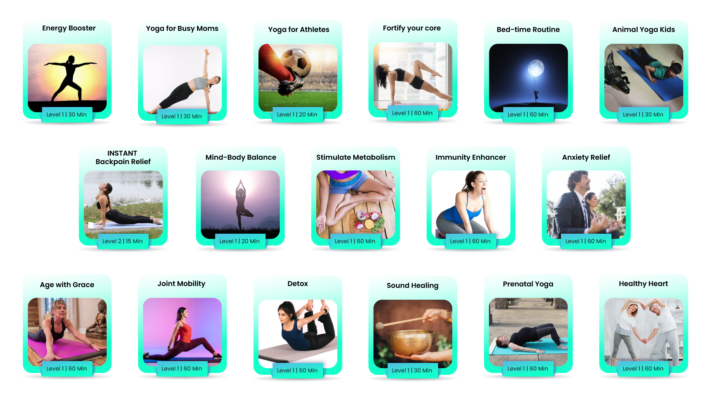 Energy Booster
Level 1 | 30 Min
Yoga for Busy Moms
Level 1 | 30 Min
Yoga for Athletes
Level 1 | 20 Min
Fortify your core
Level 1 | 60 Min
Bed-time Routine
Level 1 | 60 Min
Animal Yoga Kids
Level 1 | 30 Min
INSTANT
Backpain Relief
Level 2 | 15 Min
Mind-Body Balance
Level 1 | 20 Min
Stimulate Metabolism
Level 1 | 60 Min
Immunity Enhancer
Level 1 | 60 Min
Anxiety Relief
Level 1 | 60 Min
Age with Grace
Level 1 | 60 Min
Joint Mobility
Level 1 | 60 Min
Detox
Level 1 | 60 Min
Sound Healing
Level 1 | 30 Min
Prenatal Yoga
Level 1 | 60 Min
Healthy Heart
Level 1 | 60 Min